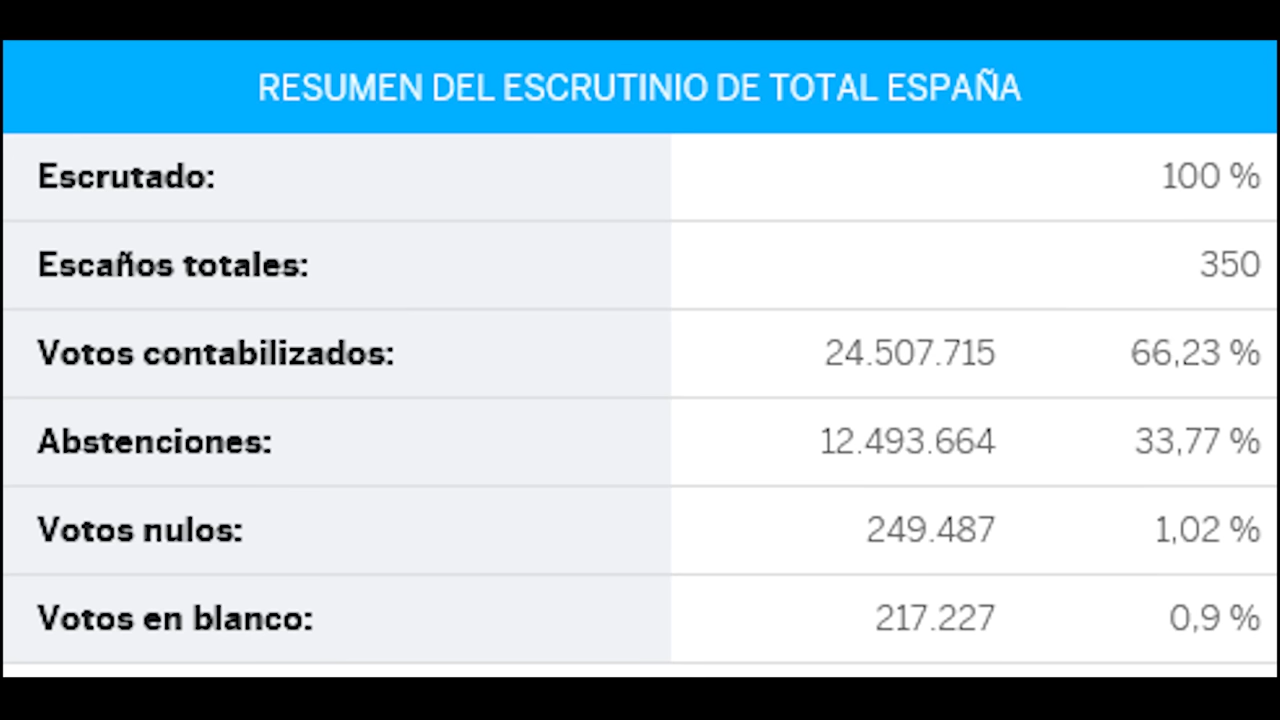 RESUMEN DEL ESCRUTINIO DE TOTAL ESPAÑA
Escrutado: 100 %
Escaños totales: 350
Votos contabilizados: 24.507.715 66,23 %
Abstenciones: 12.493.664 33,77 %
Votos nulos: 249.487 1,02 %
Votos en blanco: 217.227 0,9 %